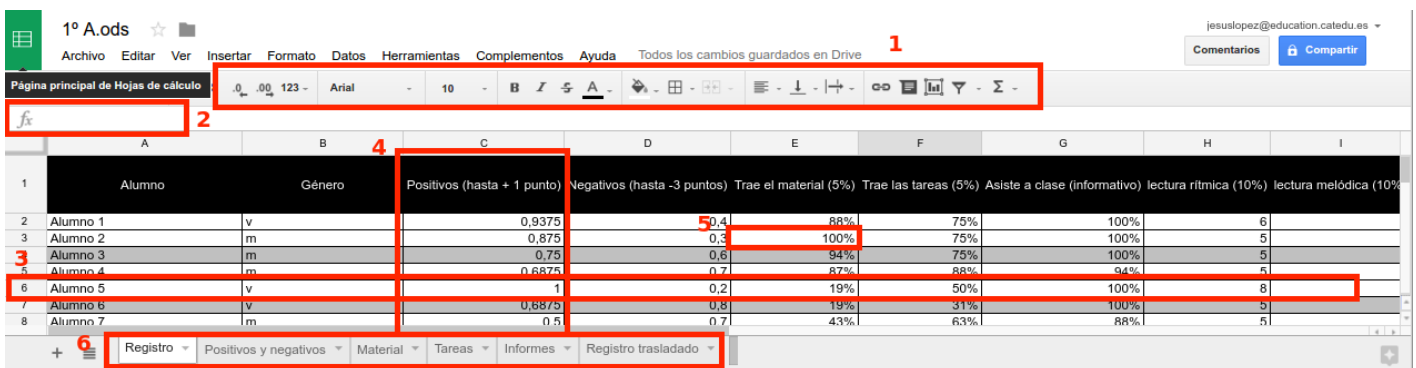 1º A.ods
jesuslopez@education.catedu.es
Archivo Editar Ver Insertar Formato Datos Herramientas Complementos Ayuda Todos los cambios guardados en Drive 1 Comentarios Compartir
Página principal de Hojas de cálculo .0 .00 123 Arial 10 B I S A Σ
fx 2
4
A B C D E F G H I
1 Alumno Género Positivos (hasta + 1 punto) Negativos (hasta -3 puntos) Trae el material (5%) Trae las tareas (5%) Asiste a clase (informativo) lectura rítmica (10%) lectura melódica (10%
2 Alumno 1 v 0,9375 0,4 88% 75% 100% 6
5
3 Alumno 2 m 0,875 0,3 100% 75% 100% 5
3 Alumno 3 m 0,75 0,6 94% 75% 100% 5
5 Alumno 4 m 0,6875 0,7 87% 88% 94% 5
6 Alumno 5 v 1 0,2 19% 50% 100% 8
7 Alumno 6 v 0,6875 0,8 19% 31% 100% 5
8 Alumno 7 m 0,5 0,7 43% 63% 88% 5
6 Registro Positivos y negativos Material Tareas Informes Registro trasladado